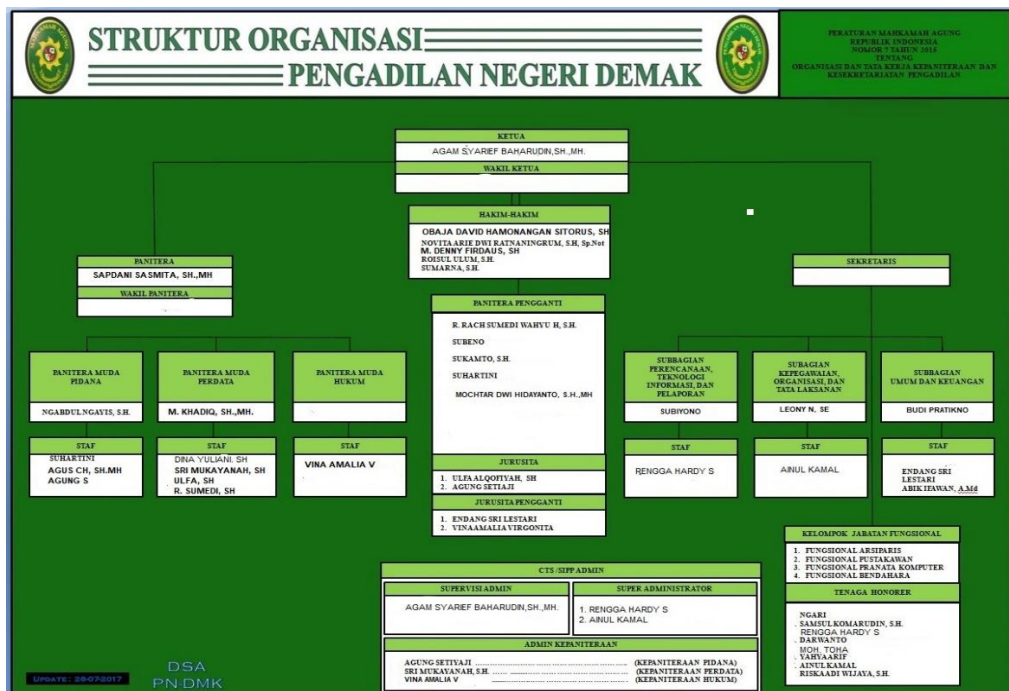 STRUKTUR ORGANISASI
PENGADILAN NEGERI DEMAK
PERATURAN MAHKAMAH AGUNG
REPUBLIK INDONESIA
NOMOR 7 TAHUN 2015
TENTANG
ORGANISASI DAN TATA KERJA KEPANITERAAN DAN
KESEKRETARIATAN PENGADILAN
KETUA
AGAM SYARIEF BAHARUDIN,SH.,MH.
WAKIL KETUA
HAKIM-HAKIM
OBAJA DAVID HAMONANGAN SITORUS, SH
NOVITA ARIE DWI RATNANINGRUM, S.H, Sp.Not
M. DENNY FIRDAUS, SH
ROISUL ULUM, S.H.
SUMARNA, S.H.
PANITERA
SAPDANI SASMITA, SH.,MH
WAKIL PANITERA
SEKRETARIS
PANITERA PENGGANTI
R. RACH SUMEDI WAHYU H, S.H.
SUBENO
SUKAMTO, S.H.
SUHARTINI
MOCHTAR DWI HIDAYANTO, S.H.,MH
PANITERA MUDA
PIDANA
NGABDUL NGAYIS, S.H.
PANITERA MUDA
PERDATA
M. KHADIQ, SH.,MH.
PANITERA MUDA
HUKUM
SUBBAGIAN
PERENCANAAN,
TEKNOLOGI
INFORMASI, DAN
PELAPORAN
SUBIYONO
SUBAGIAN
KEPEGAWAIAN,
ORGANISASI, DAN
TATA LAKSANAN
LEONY N, SE
SUBBAGIAN
UMUM DAN KEUANGAN
BUDI PRATIKNO
STAF
SUHARTINI
AGUS CH, SH.MH
AGUNG S
STAF
DINA YULIANI. SH
SRI MUKAYANAH, SH
ULFA, SH
R. SUMEDI, SH
STAF
VINA AMALIA V
STAF
RENGGA HARDY S
STAF
AINUL KAMAL
STAF
ENDANG SRI
LESTARI
ABIK IFAWAN, A.Md
JURUSITA
1. ULFA ALQOFIYAH, SH
2. AGUNG SETIAJI
JURUSITA PENGGANTI
1. ENDANG SRI LESTARI
2. VINA AMALIA VIRGONITA
KELOMPOK JABATAN FUNGSIONAL
1. FUNGSIONAL ARSIPARIS
2. FUNGSIONAL PUSTAKAWAN
3. FUNGSIONAL PRANATA KOMPUTER
4. FUNGSIONAL BENDAHARA
TENAGA HONORER
NGARI
SAMSUL KOMARUDIN, S.H.
RENGGA HARDY S
DARWANTO
MOH. TOHA
YAHYA ARIF
AINUL KAMAL
RISKA ADI WIJAYA, S.H.
CTS /SIPP ADMIN
SUPERVISI ADMIN
AGAM SYARIEF BAHARUDIN,SH.,MH.
SUPER ADMINISTRATOR
1. RENGGA HARDY S
2. AINUL KAMAL
ADMIN KEPANITERAAN
AGUNG SETIYAJI ........................................ (KEPANITERAAN PIDANA)
SRI MUKAYANAH, S.H. ........................................ (KEPANITERAAN PERDATA)
VINA AMALIA V ........................................ (KEPANITERAAN HUKUM)
UPDATE : 26-07-2017
DSA
PN-DMK